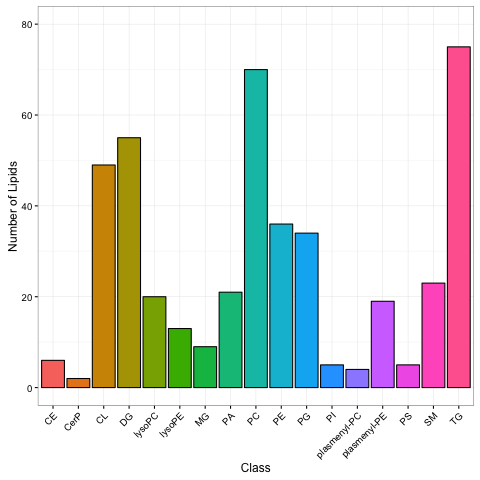 Number of Lipids
80
60
40
20
0
CE
CerP
CL
DG
lysoPC
lysoPE
MG
PA
PC
PE
PG
PI
plasmenyl-PC
plasmenyl-PE
PS
SM
TG
Class